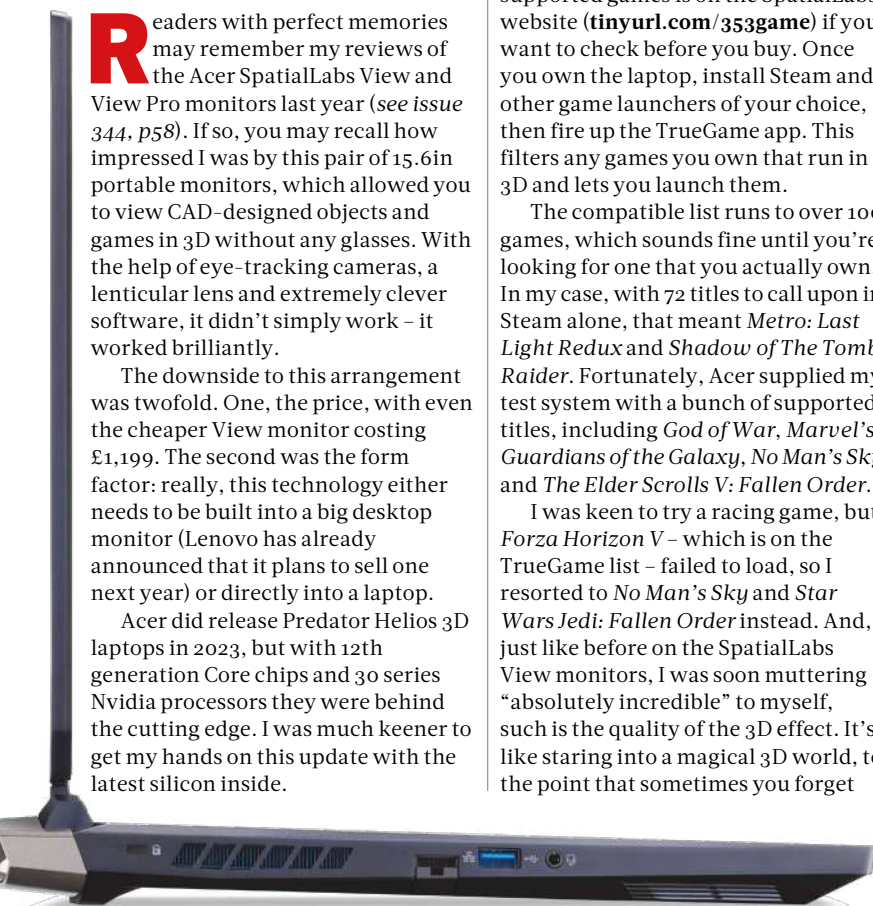 Readers with perfect memories
may remember my reviews of
the Acer SpatialLabs View and
View Pro monitors last year (see issue
344, p58). If so, you may recall how
impressed I was by this pair of 15.6in
portable monitors, which allowed you
to view CAD-designed objects and
games in 3D without any glasses. With
the help of eye-tracking cameras, a
lenticular lens and extremely clever
software, it didn't simply work – it
worked brilliantly.
The downside to this arrangement
was twofold. One, the price, with even
the cheaper View monitor costing
£1,199. The second was the form
factor: really, this technology either
needs to be built into a big desktop
monitor (Lenovo has already
announced that it plans to sell one
next year) or directly into a laptop.
Acer did release Predator Helios 3D
laptops in 2023, but with 12th
generation Core chips and 30 series
Nvidia processors they were behind
the cutting edge. I was much keener to
get my hands on this update with the
latest silicon inside.
website (tinyurl.com/353game) if you
want to check before you buy. Once
you own the laptop, install Steam and
other game launchers of your choice,
then fire up the TrueGame app. This
filters any games you own that run in
3D and lets you launch them.
The compatible list runs to over
games, which sounds fine until you're
looking for one that you actually own.
In my case, with 72 titles to call upon in
Steam alone, that meant Metro: Last
Light Redux and Shadow of The Tomb
Raider. Fortunately, Acer supplied my
test system with a bunch of supported
titles, including God of War, Marvel's
Guardians of the Galaxy, No Man's Sky
and The Elder Scrolls V: Fallen Order.
I was keen to try a racing game, but
Forza Horizon V – which is on the
TrueGame list – failed to load, so I
resorted to No Man's Sky and Star
Wars Jedi: Fallen Order instead. And,
just like before on the SpatialLabs
View monitors, I was soon muttering
“absolutely incredible” to myself,
such is the quality of the 3D effect. It's
like staring into a magical 3D world, to
the point that sometimes you forget